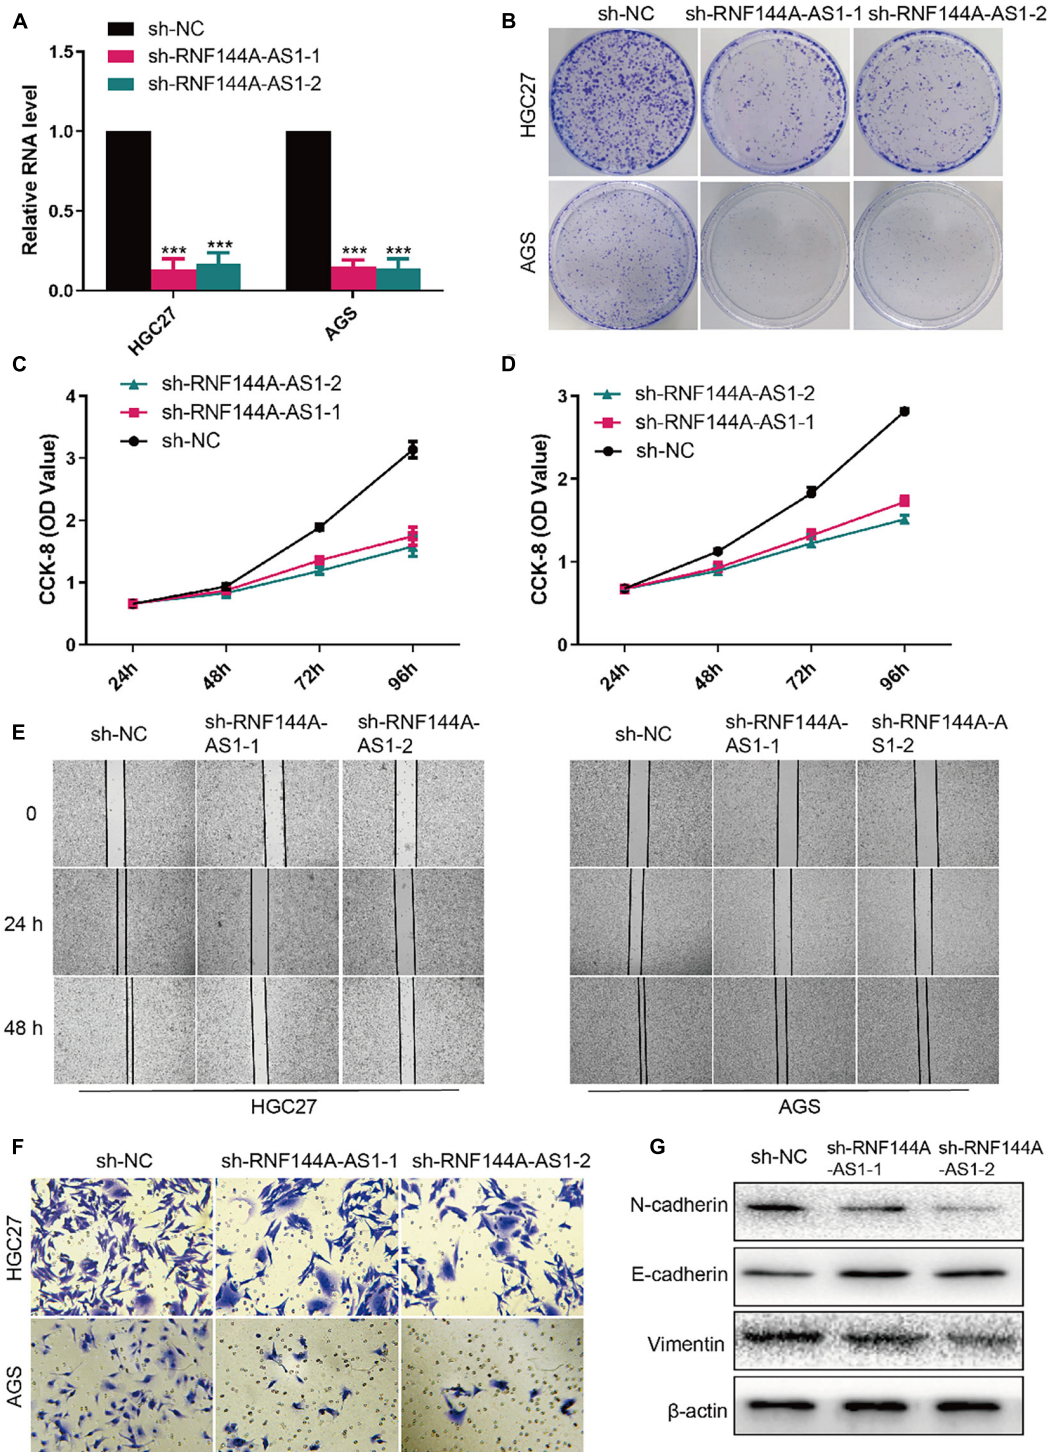 A
sh-NC
sh-RNF144A-AS1-1
sh-RNF144A-AS1-2
Relative RNA level
1.5
1.0
0.5
0.0
*** ***
*** ***
HGC27
AGS
B
sh-NC sh-RNF144A-AS1-1 sh-RNF144A-AS1-2
HGC27
AGS
C
sh-RNF144A-AS1-2
sh-RNF144A-AS1-1
sh-NC
CCK-8 (OD Value)
4
3
2
1
0
24h 48h 72h 96h
D
sh-RNF144A-AS1-2
sh-RNF144A-AS1-1
sh-NC
CCK-8 (OD Value)
3
2
1
0
24h 48h 72h 96h
E
sh-NC
sh-RNF144A-
AS1-1
sh-RNF144A-
AS1-2
sh-NC
sh-RNF144A-
AS1-1
sh-RNF144A-A
S1-2
0
24 h
48 h
HGC27
AGS
F
sh-NC sh-RNF144A-AS1-1 sh-RNF144A-AS1-2
HGC27
AGS
G
sh-NC
sh-RNF144A
-AS1-1
sh-RNF144A
-AS1-2
N-cadherin
E-cadherin
Vimentin
β-actin